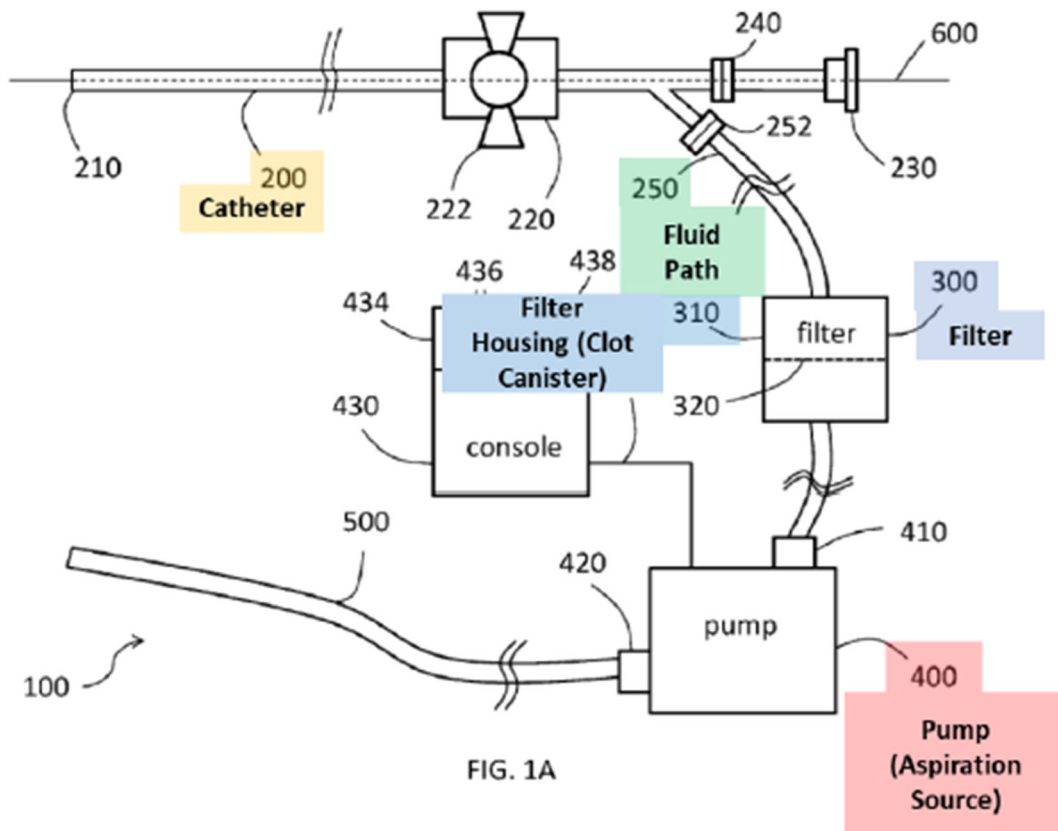 240
600
252
210
200
Catheter
222
220
250
Fluid
Path
230
436
438
434
Filter
Housing (Clot
Canister)
310
filter
300
Filter
320
430
console
500
410
420
pump
100
400
Pump
(Aspiration
Source)
FIG. 1A